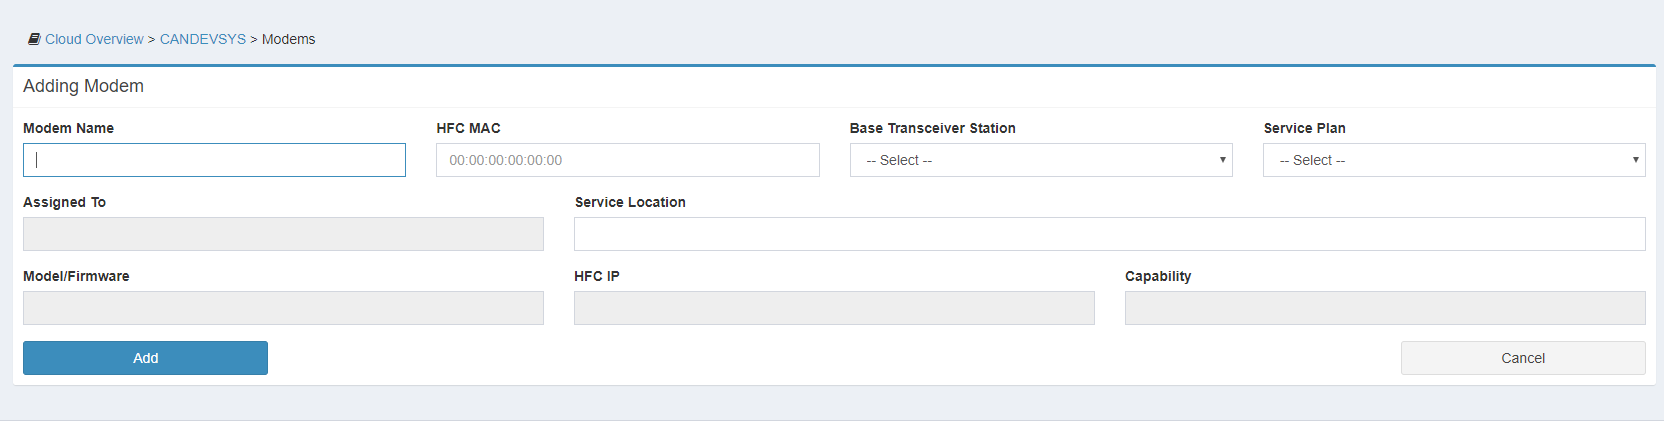 Cloud Overview > CANDEVSYS > Modems
Adding Modem
Modem Name HFC MAC Base Transceiver Station Service Plan
00:00:00:00:00:00 -- Select -- -- Select --
Assigned To Service Location
Model/Firmware HFC IP Capability
Add Cancel